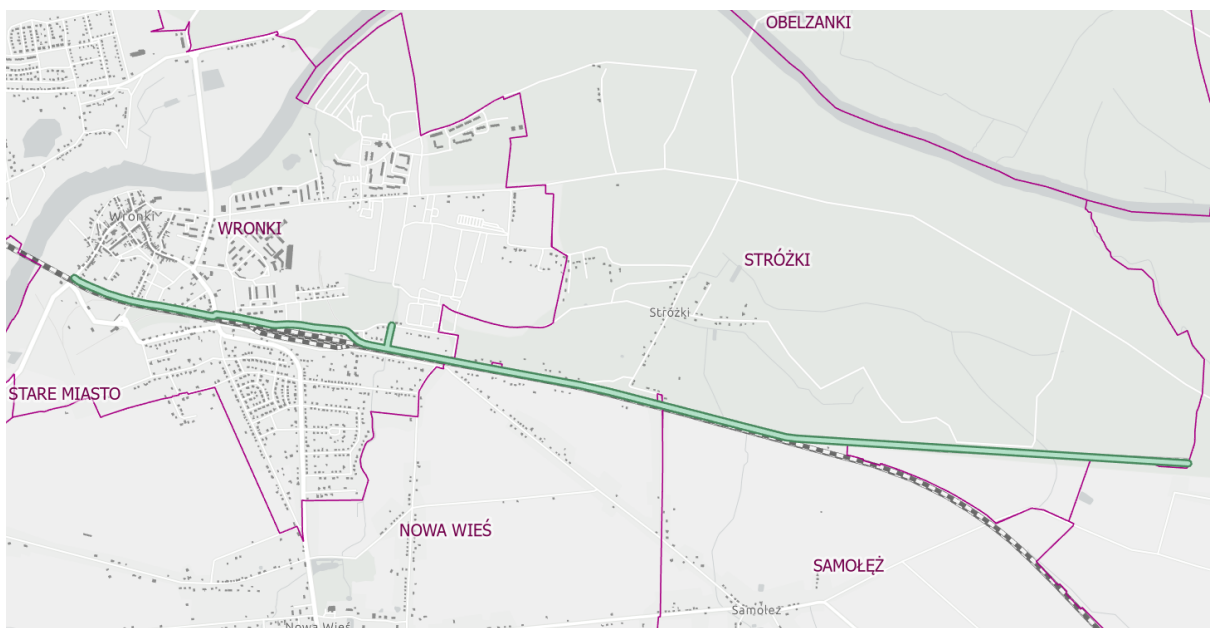 OBELZANKI
Wronki
WRONKI
STRÓŻKI
Stróżki
STARE MIASTO
NOWA WIEŚ
SAMOŁĘŻ
Samołęż
Nowa Wieś